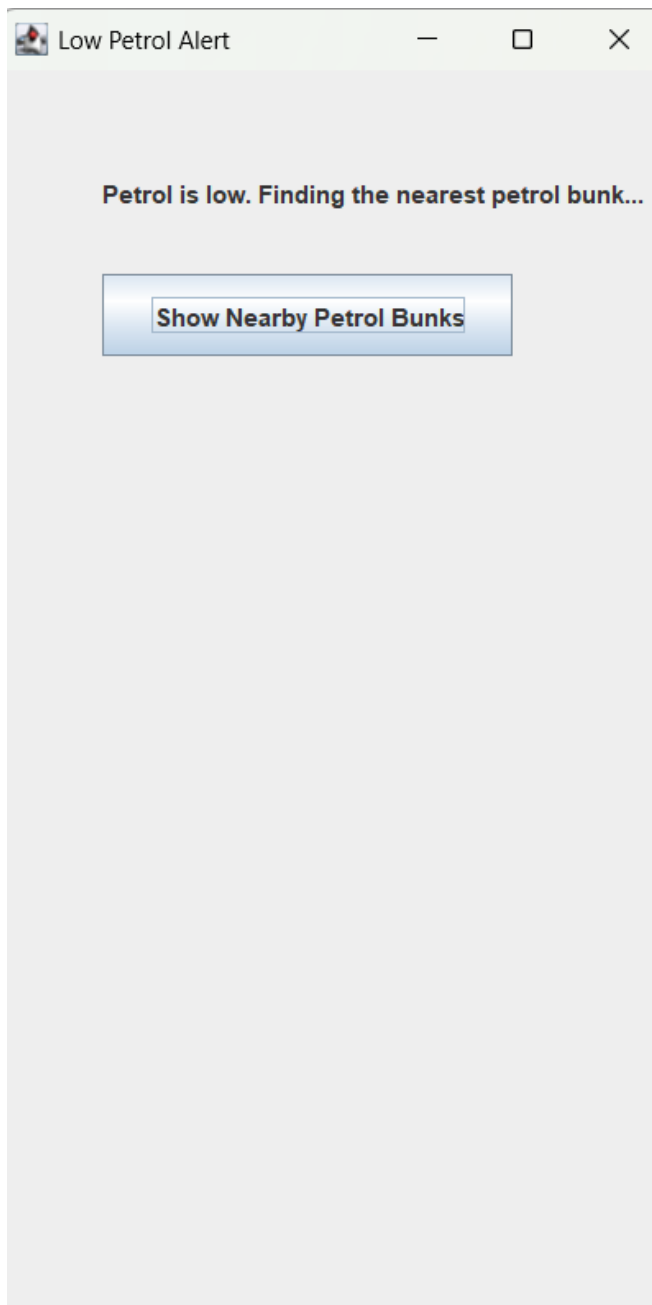 Low Petrol Alert
Petrol is low. Finding the nearest petrol bunk...
Show Nearby Petrol Bunks